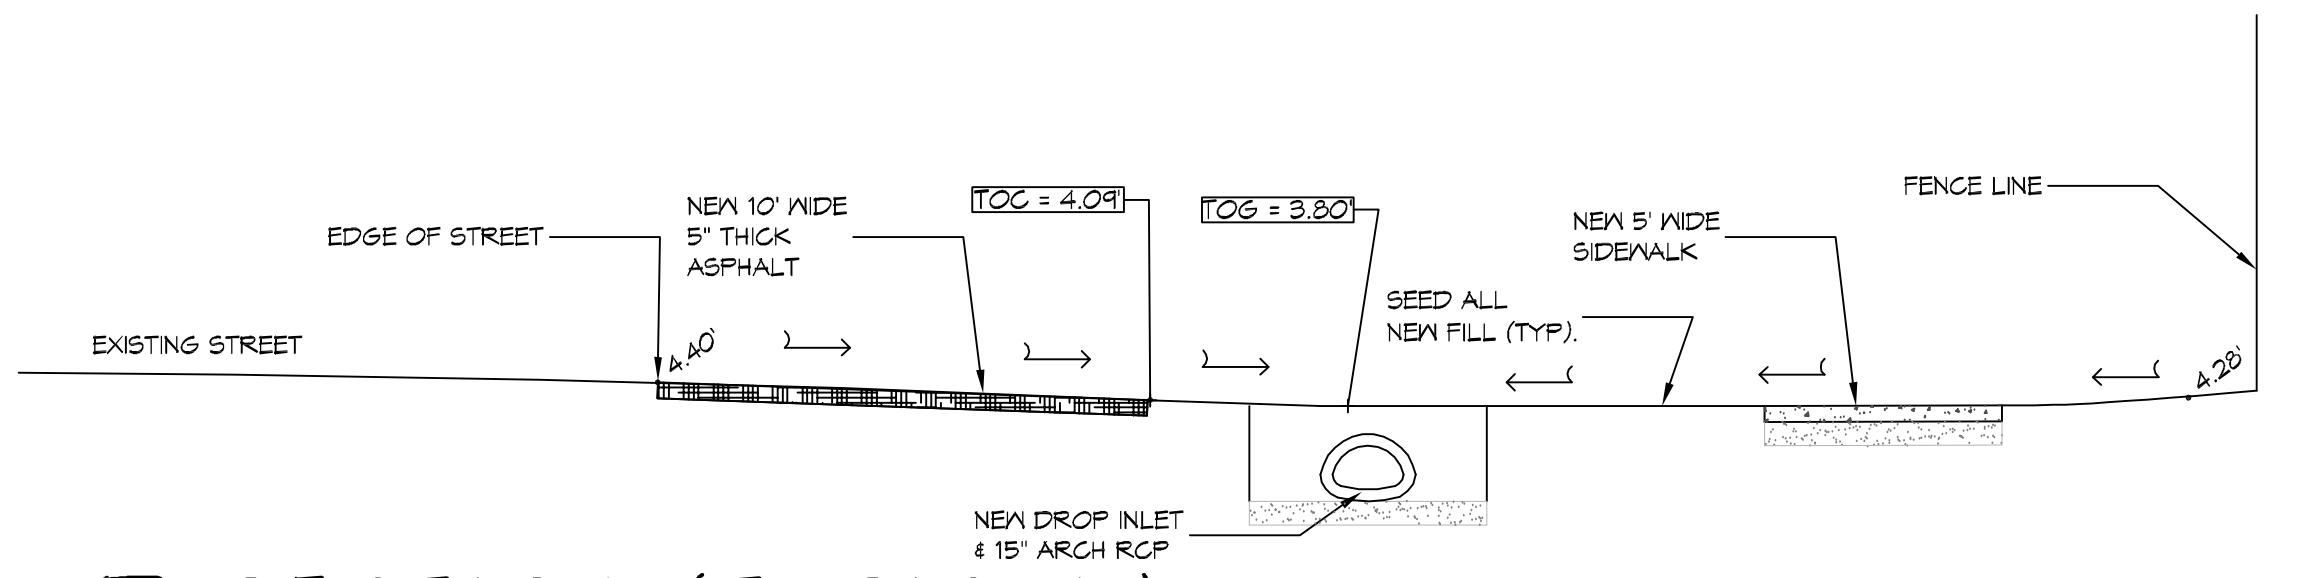 EDGE OF STREET
NEW 10' WIDE
5" THICK
ASPHALT
TOC = 4.09'
TOG = 3.80'
NEW 5' WIDE
SIDEWALK
FENCE LINE
SEED ALL
NEW FILL (TYP).
EXISTING STREET
4.40'
4.28'
NEW DROP INLET
& 15" ARCH RCP